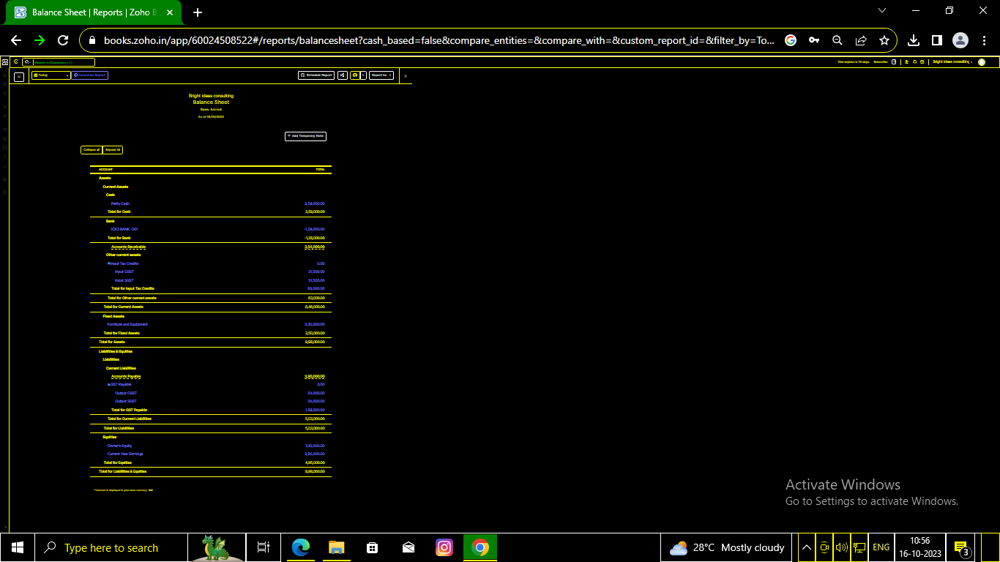 Balance Sheet | Reports | Zoho B
books.zoho.in/app/60024508522#/reports/balancesheet?cash_based=false&compare_entities=&compare_with=&custom_report_id=&filter_by=To...
Search in Customers ( / )
Trial expires in 10 days. Subscribe
Bright ideas consulting
Today
Customize Report
Schedule Report
Export As
Bright ideas consulting
Balance Sheet
Basis: Accrual
As of 16/10/2023
Add Temporary Note
Collapse all Expand All
ACCOUNT TOTAL
Assets
Current Assets
Cash
Petty Cash 3,59,000.00
Total for Cash 3,59,000.00
Bank
ICICI BANK -001 -1,28,000.00
Total for Bank -1,28,000.00
Accounts Receivable 3,54,000.00
Other current assets
Input Tax Credits 0.00
Input CGST 31,500.00
Input SGST 31,500.00
Total for Input Tax Credits 63,000.00
Total for Other current assets 63,000.00
Total for Current Assets 6,48,000.00
Fixed Assets
Furniture and Equipment 3,50,000.00
Total for Fixed Assets 3,50,000.00
Total for Assets 9,98,000.00
Liabilities & Equities
Liabilities
Current Liabilities
Accounts Payable 3,95,000.00
GST Payable 0.00
Output CGST 54,000.00
Output SGST 54,000.00
Total for GST Payable 1,08,000.00
Total for Current Liabilities 5,03,000.00
Total for Liabilities 5,03,000.00
Equities
Owner's Equity 1,00,000.00
Current Year Earnings 3,95,000.00
Total for Equities 4,95,000.00
Total for Liabilities & Equities 9,98,000.00
**Amount is displayed in your base currency INR
Activate Windows
Go to Settings to activate Windows.
Type here to search
28°C Mostly cloudy
ENG
10:56
16-10-2023
3